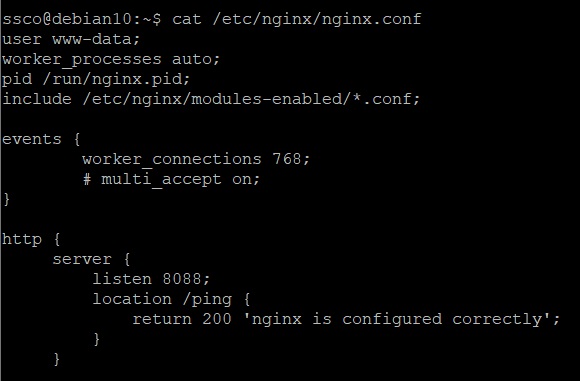 ssco@debian10:~$ cat /etc/nginx/nginx.conf
user www-data;
worker_processes auto;
pid /run/nginx.pid;
include /etc/nginx/modules-enabled/*.conf;
events {
worker_connections 768;
# multi_accept on;
}
http {
server {
listen 8088;
location /ping {
return 200 'nginx is configured correctly';
}
}